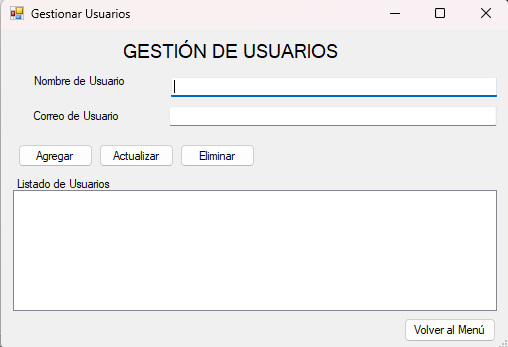 Gestionar Usuarios
GESTIÓN DE USUARIOS
Nombre de Usuario
Correo de Usuario
Agregar Actualizar Eliminar
Listado de Usuarios
Volver al Menú